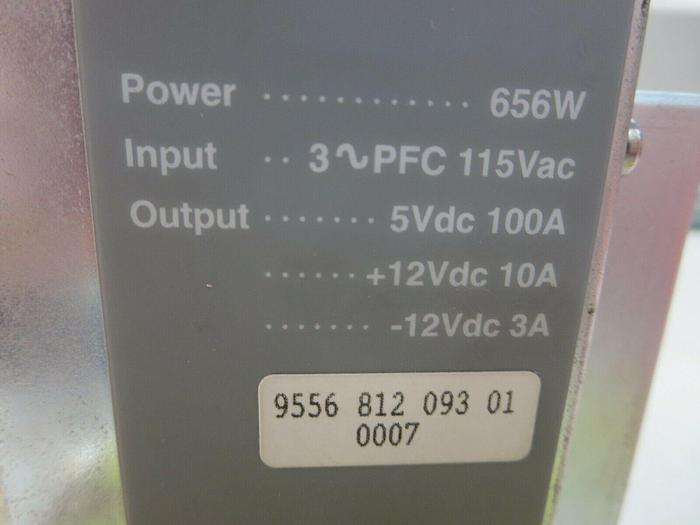 Power ............ 656W
Input .. 3∿PFC 115Vac
Output ....... 5Vdc 100A
...... +12Vdc 10A
....... -12Vdc 3A
9556 812 093 01
0007